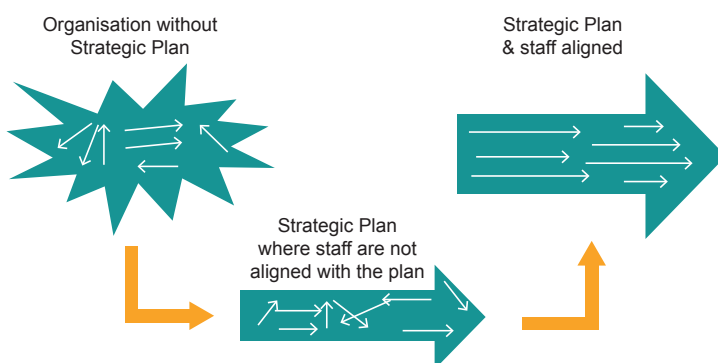 Organisation without
Strategic Plan
Strategic Plan
& staff aligned
Strategic Plan
where staff are not
aligned with the plan